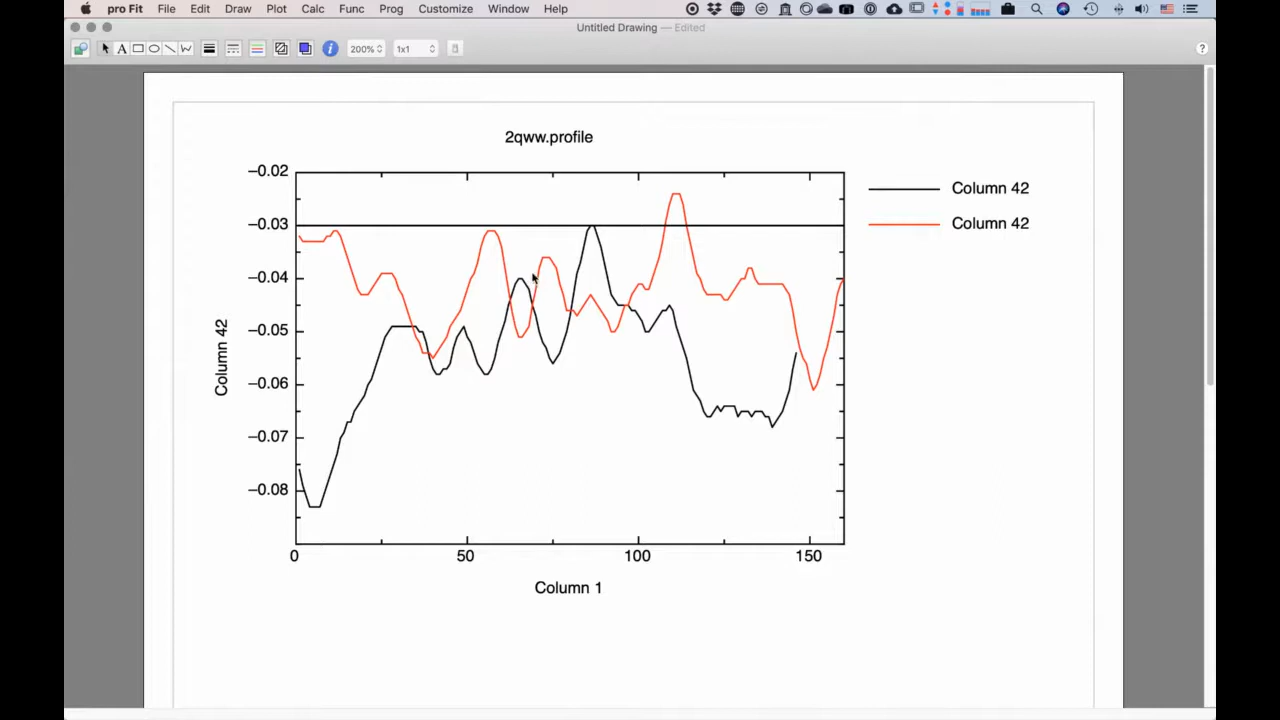 pro Fit File Edit Draw Plot Calc Func Prog Customize Window Help
Untitled Drawing — Edited
A 200% 1x1 ?
2qww.profile
−0.02
−0.03
−0.04
−0.05
−0.06
−0.07
−0.08
Column 42
0 50 100 150
Column 1
Column 42
Column 42